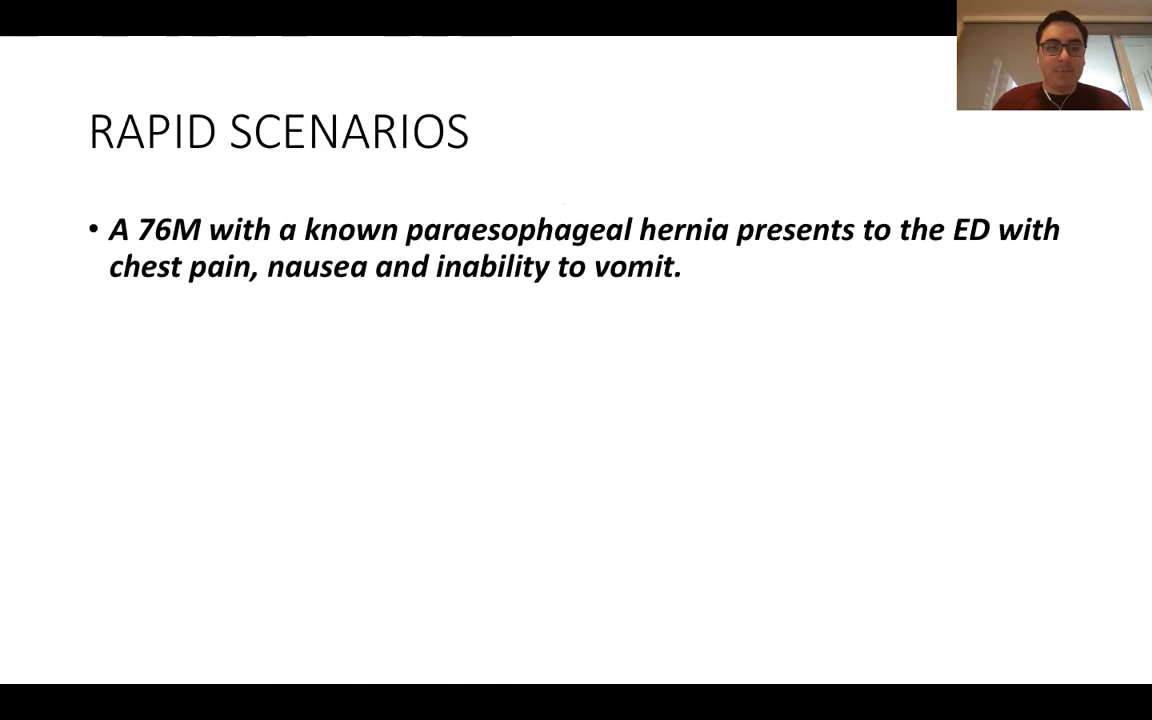 RAPID SCENARIOS
• A 76M with a known paraesophageal hernia presents to the ED with
chest pain, nausea and inability to vomit.